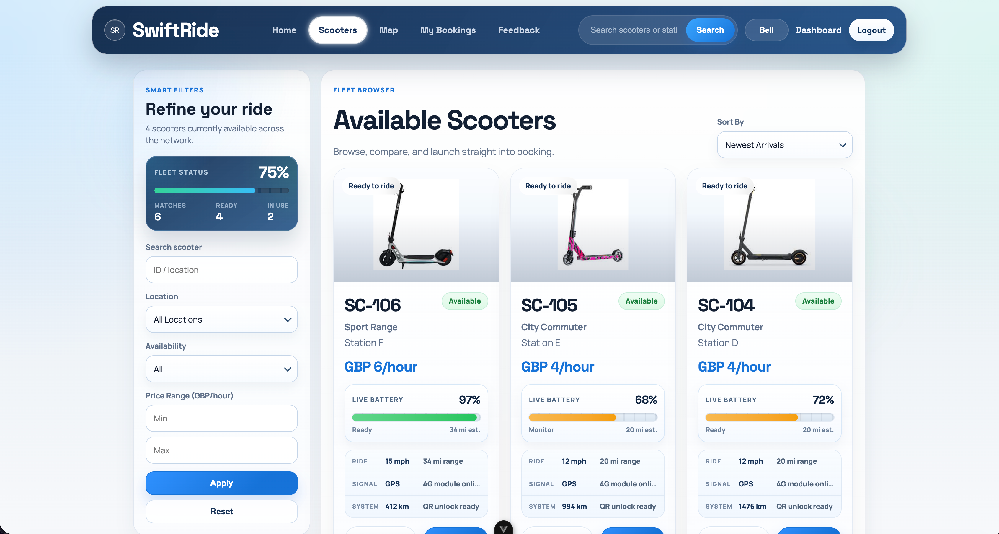 SR SwiftRide Home Scooters Map My Bookings Feedback Search scooters or stati Search Bell Dashboard Logout
SMART FILTERS
Refine your ride
4 scooters currently available across
the network.
FLEET STATUS 75%
MATCHES READY IN USE
6 4 2
Search scooter
ID / location
Location
All Locations
Availability
All
Price Range (GBP/hour)
Min
Max
Apply
Reset
FLEET BROWSER
Available Scooters
Browse, compare, and launch straight into booking.
Sort By
Newest Arrivals
Ready to ride
SC-106 Available
Sport Range
Station F
GBP 6/hour
LIVE BATTERY 97%
Ready 34 mi est.
RIDE 15 mph 34 mi range
SIGNAL GPS 4G module onli...
SYSTEM 412 km QR unlock ready
Ready to ride
SC-105 Available
City Commuter
Station E
GBP 4/hour
LIVE BATTERY 68%
Monitor 20 mi est.
RIDE 12 mph 20 mi range
SIGNAL GPS 4G module onli...
SYSTEM 994 km QR unlock ready
Ready to ride
SC-104 Available
City Commuter
Station D
GBP 4/hour
LIVE BATTERY 72%
Ready 20 mi est.
RIDE 12 mph 20 mi range
SIGNAL GPS 4G module onli...
SYSTEM 1476 km QR unlock ready